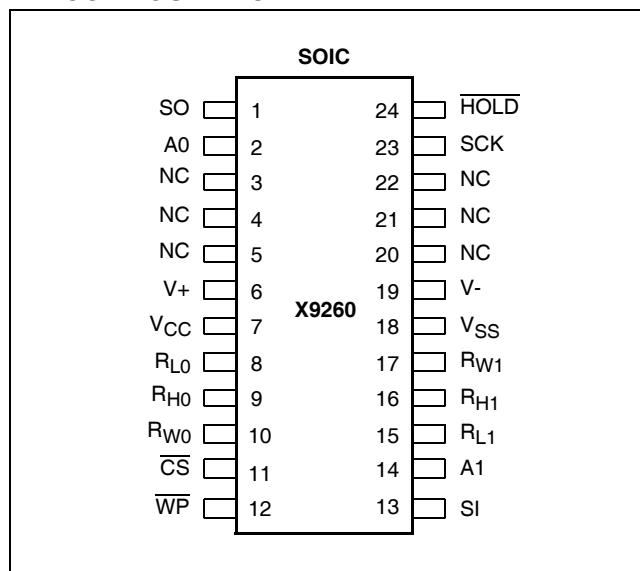 SOIC
SO 1 24 HOLD
A0 2 23 SCK
NC 3 22 NC
NC 4 21 NC
NC 5 20 NC
V+ 6 19 V-
X9260
VCC 7 18 VSS
RL0 8 17 RW1
RH0 9 16 RH1
RW0 10 15 RL1
CS 11 14 A1
WP 12 13 SI